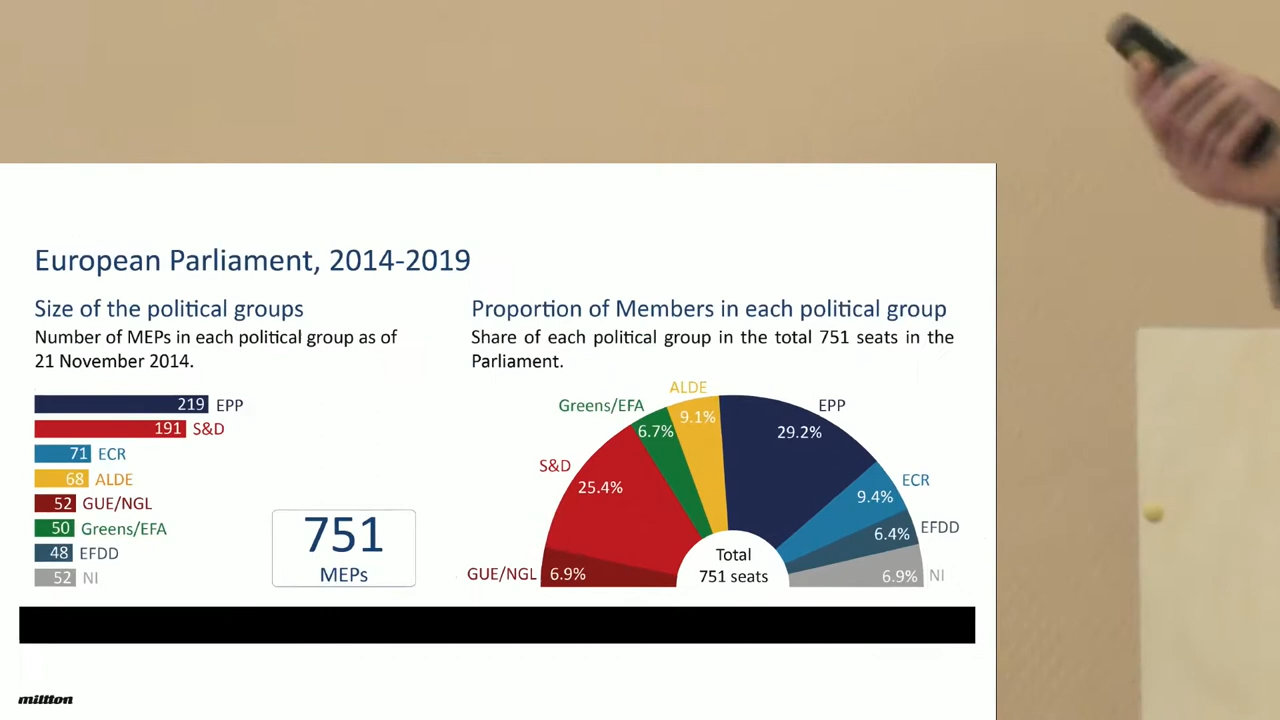 European Parliament, 2014-2019
Size of the political groups
Number of MEPs in each political group as of
21 November 2014.
219 EPP
191 S&D
71 ECR
68 ALDE
52 GUE/NGL
50 Greens/EFA
48 EFDD
52 NI
751
MEPs
Proportion of Members in each political group
Share of each political group in the total 751 seats in the
Parliament.
GUE/NGL 6.9%
S&D
25.4%
Greens/EFA
6.7%
ALDE
9.1%
EPP
29.2%
ECR
9.4%
EFDD
6.4%
NI
6.9%
Total
751 seats
miltton